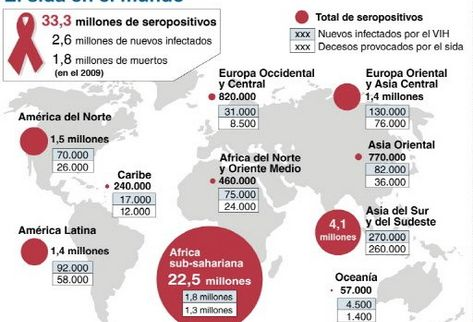 33,3 millones de seropositivos
2,6 millones de nuevos infectados
1,8 millones de muertos
(en el 2009)
Total de seropositivos
xxx Nuevos infectados por el VIH
xxx Decesos provocados por el sida
América del Norte
1,5 millones
70.000
26.000
Caribe
240.000
17.000
12.000
América Latina
1,4 millones
92.000
58.000
Europa Occidental
y Central
820.000
31.000
8.500
Africa del Norte
y Oriente Medio
460.000
75.000
24.000
Africa
sub-sahariana
22,5 millones
1,8 millones
1,3 millones
Europa Oriental
y Asia Central
1,4 millones
130.000
76.000
Asia Oriental
770.000
82.000
36.000
4,1
millones
Asia del Sur
y del Sudeste
270.000
260.000
Oceanía
57.000
4.500
1.400